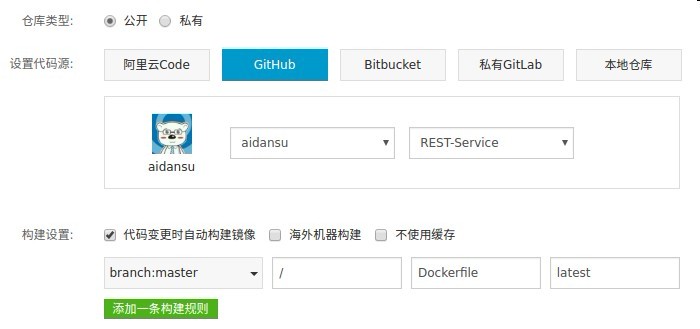 仓库类型: 公开 私有
设置代码源: 阿里云Code GitHub Bitbucket 私有GitLab 本地仓库
aidansu REST-Service
aidansu
构建设置: 代码变更时自动构建镜像 海外机器构建 不使用缓存
branch:master / Dockerfile latest
添加一条构建规则